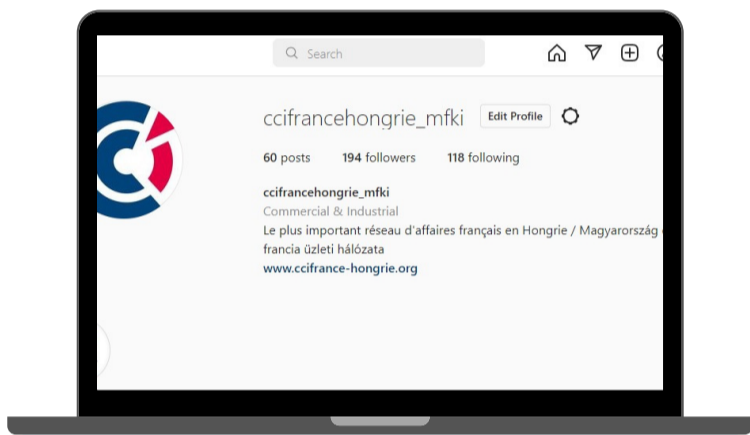 Search
ccifrancehongrie_mfki Edit Profile
60 posts 194 followers 118 following
ccifrancehongrie_mfki
Commercial & Industrial
Le plus important réseau d'affaires français en Hongrie / Magyarország
francia üzleti hálózata
www.ccifrance-hongrie.org